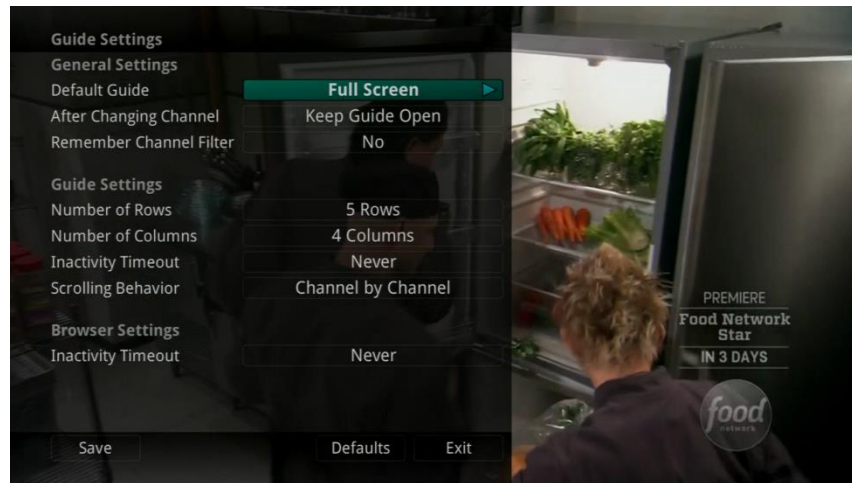 Guide Settings
General Settings
Default Guide Full Screen
After Changing Channel Keep Guide Open
Remember Channel Filter No
Guide Settings
Number of Rows 5 Rows
Number of Columns 4 Columns
Inactivity Timeout Never
Scrolling Behavior Channel by Channel
Browser Settings
Inactivity Timeout Never
Save Defaults Exit
PREMIERE
Food Network
Star
IN 3 DAYS
food
network